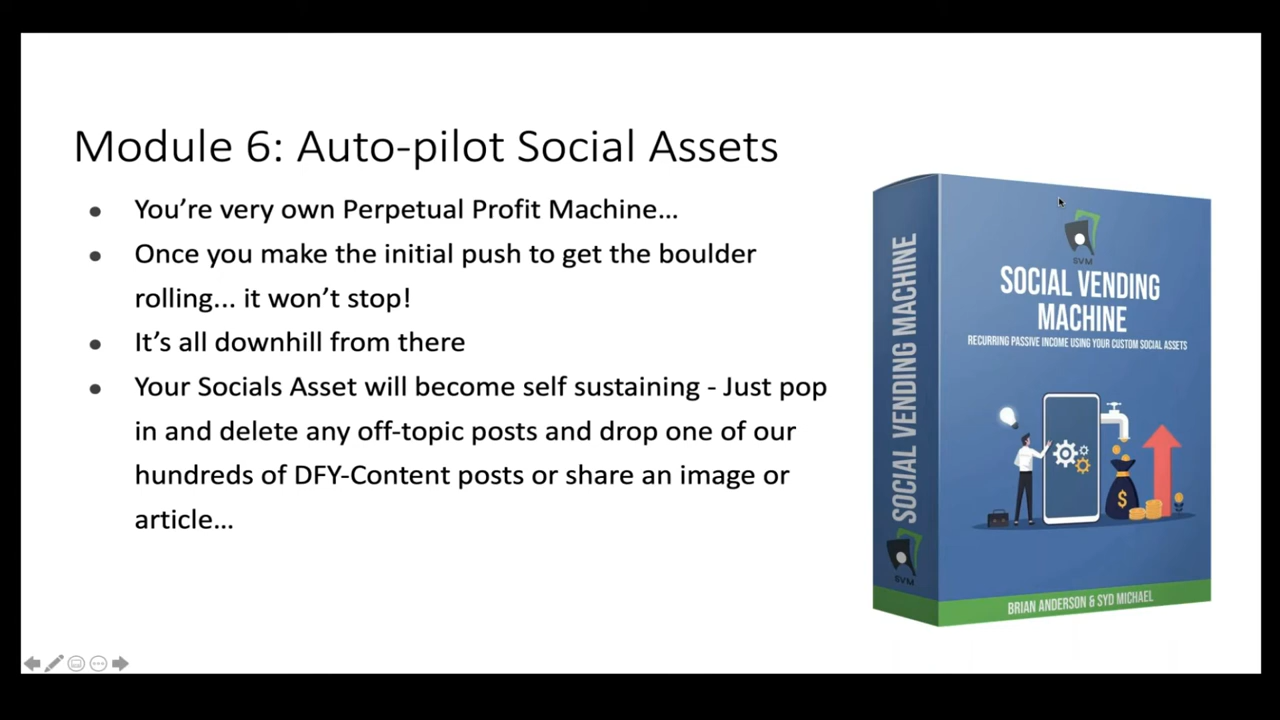 Module 6: Auto-pilot Social Assets
● You’re very own Perpetual Profit Machine...
● Once you make the initial push to get the boulder
rolling... it won’t stop!
● It’s all downhill from there
● Your Socials Asset will become self sustaining - Just pop
in and delete any off-topic posts and drop one of our
hundreds of DFY-Content posts or share an image or
article...
SOCIAL VENDING MACHINE
SVM
SVM
SOCIAL VENDING
MACHINE
RECURRING PASSIVE INCOME USING YOUR CUSTOM SOCIAL ASSETS
$
BRIAN ANDERSON & SYD MICHAEL